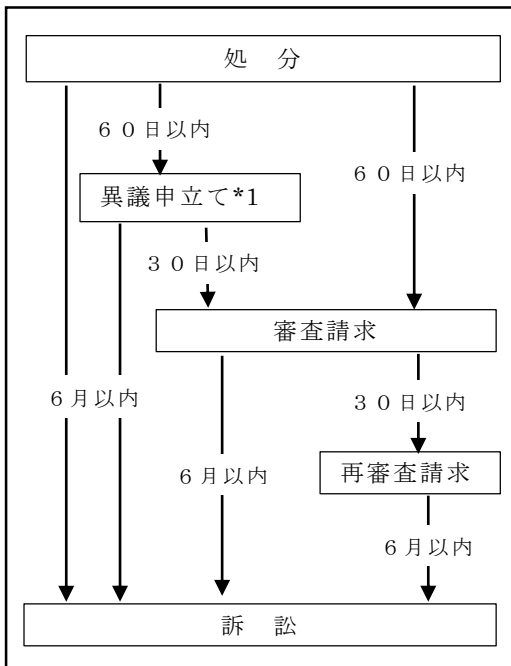 処 分
６０日以内
６０日以内
異議申立て*1
３０日以内
審査請求
６月以内
３０日以内
６月以内
再審査請求
６月以内
訴 訟